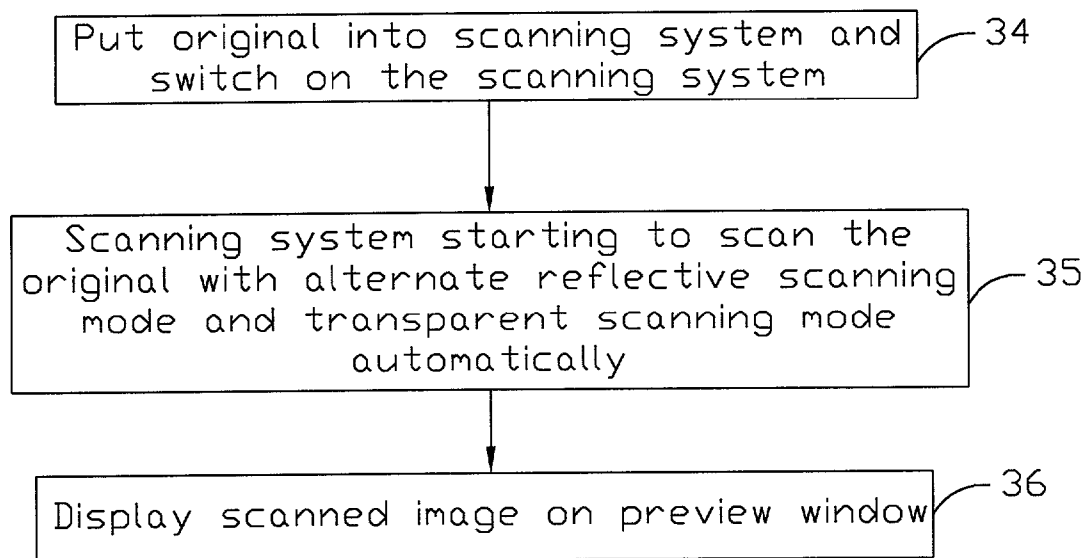 Put original into scanning system and
switch on the scanning system
34
Scanning system starting to scan the
original with alternate reflective scanning
mode and transparent scanning mode
automatically
35
Display scanned image on preview window
36